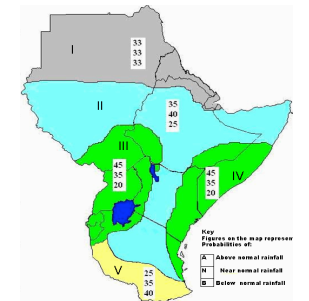 I
33
33
33
II
35
40
25
III
45
35
20
45
35
20
IV
Key
Figures on the map represen
Probabilities of:
A Above normal rainfall
N Near normal rainfall
B Below normal rainfall
V
25
35
40